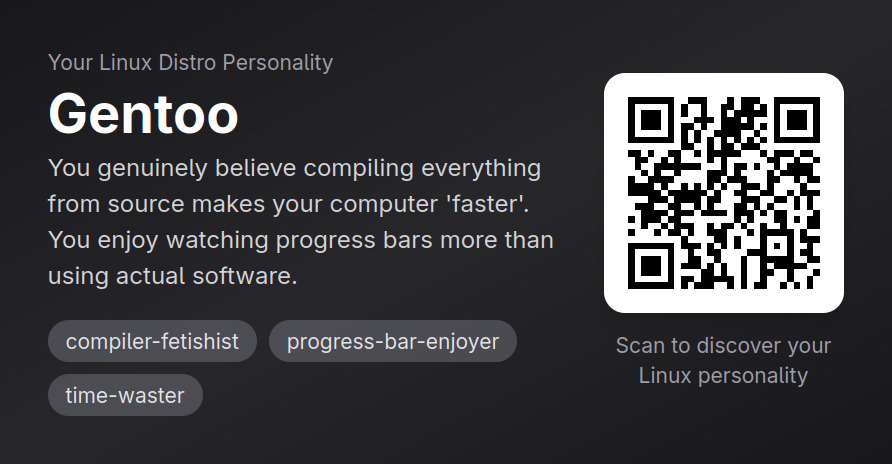 Your Linux Distro Personality
Gentoo
You genuinely believe compiling everything
from source makes your computer 'faster'.
You enjoy watching progress bars more than
using actual software.
compiler-fetishist
progress-bar-enjoyer
time-waster
Scan to discover your
Linux personality